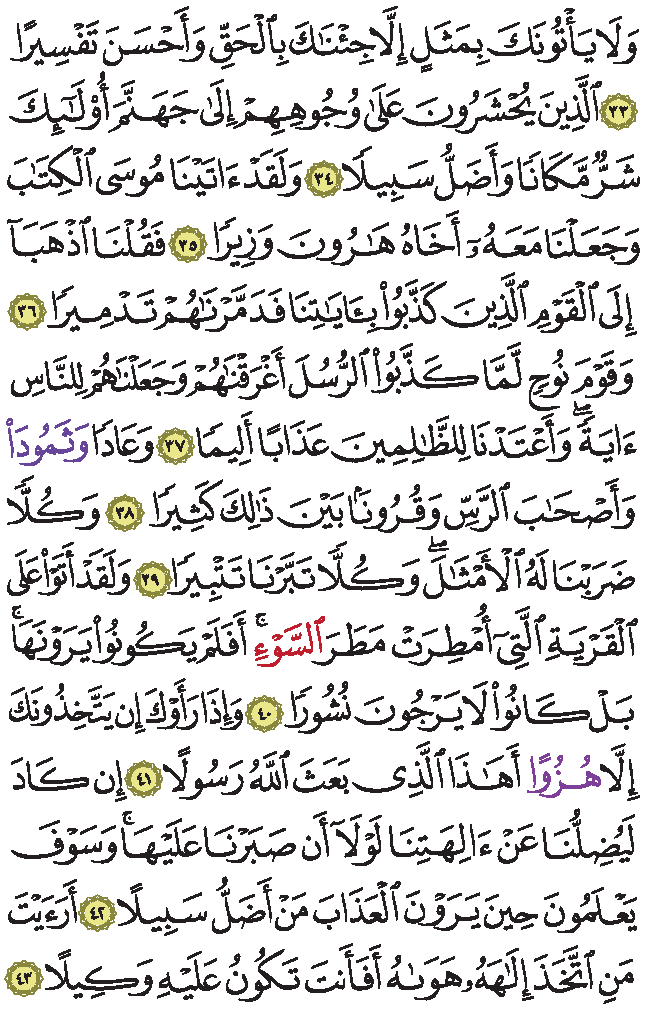 وَلَا يَأْتُونَكَ بِمَثَلٍ إِلَّا جِئْنَٰكَ بِٱلْحَقِّ وَأَحْسَنَ تَفْسِيرًا
٣٣ ٱلَّذِينَ يُحْشَرُونَ عَلَىٰ وُجُوهِهِمْ إِلَىٰ جَهَنَّمَ أُوْلَٰٓئِكَ
شَرٌّ مَّكَانًا وَأَضَلُّ سَبِيلًا ٣٤ وَلَقَدْ ءَاتَيْنَا مُوسَى ٱلْكِتَٰبَ
وَجَعَلْنَا مَعَهُۥٓ أَخَاهُ هَٰرُونَ وَزِيرًا ٣٥ فَقُلْنَا ٱذْهَبَآ
إِلَى ٱلْقَوْمِ ٱلَّذِينَ كَذَّبُواْ بِـَٔايَٰتِنَا فَدَمَّرْنَٰهُمْ تَدْمِيرًا ٣٦
وَقَوْمَ نُوحٍ لَّمَّا كَذَّبُواْ ٱلرُّسُلَ أَغْرَقْنَٰهُمْ وَجَعَلْنَٰهُمْ لِلنَّاسِ
ءَايَةًۖ وَأَعْتَدْنَا لِلظَّٰلِمِينَ عَذَابًا أَلِيمًا ٣٧ وَعَادًا وَثَمُودَاْ
وَأَصْحَٰبَ ٱلرَّسِّ وَقُرُونَۢا بَيْنَ ذَٰلِكَ كَثِيرًا ٣٨ وَكُلًّا
ضَرَبْنَا لَهُ ٱلْأَمْثَٰلَۖ وَكُلًّا تَبَّرْنَا تَتْبِيرًا ٣٩ وَلَقَدْ أَتَوْاْ عَلَى
ٱلْقَرْيَةِ ٱلَّتِىٓ أُمْطِرَتْ مَطَرَ ٱلسَّوْءِۚ أَفَلَمْ يَكُونُواْ يَرَوْنَهَاۚ
بَلْ كَانُواْ لَا يَرْجُونَ نُشُورًا ٤٠ وَإِذَا رَأَوْكَ إِن يَتَّخِذُونَكَ
إِلَّا هُزُوًا أَهَٰذَا ٱلَّذِى بَعَثَ ٱللَّهُ رَسُولًا ٤١ إِن كَادَ
لَيُضِلُّنَا عَنْ ءَالِهَتِنَا لَوْلَآ أَن صَبَرْنَا عَلَيْهَاۚ وَسَوْفَ
يَعْلَمُونَ حِينَ يَرَوْنَ ٱلْعَذَابَ مَنْ أَضَلُّ سَبِيلًا ٤٢ أَرَءَيْتَ
مَنِ ٱتَّخَذَ إِلَٰهَهُۥ هَوَىٰهُ أَفَأَنتَ تَكُونُ عَلَيْهِ وَكِيلًا ٤٣